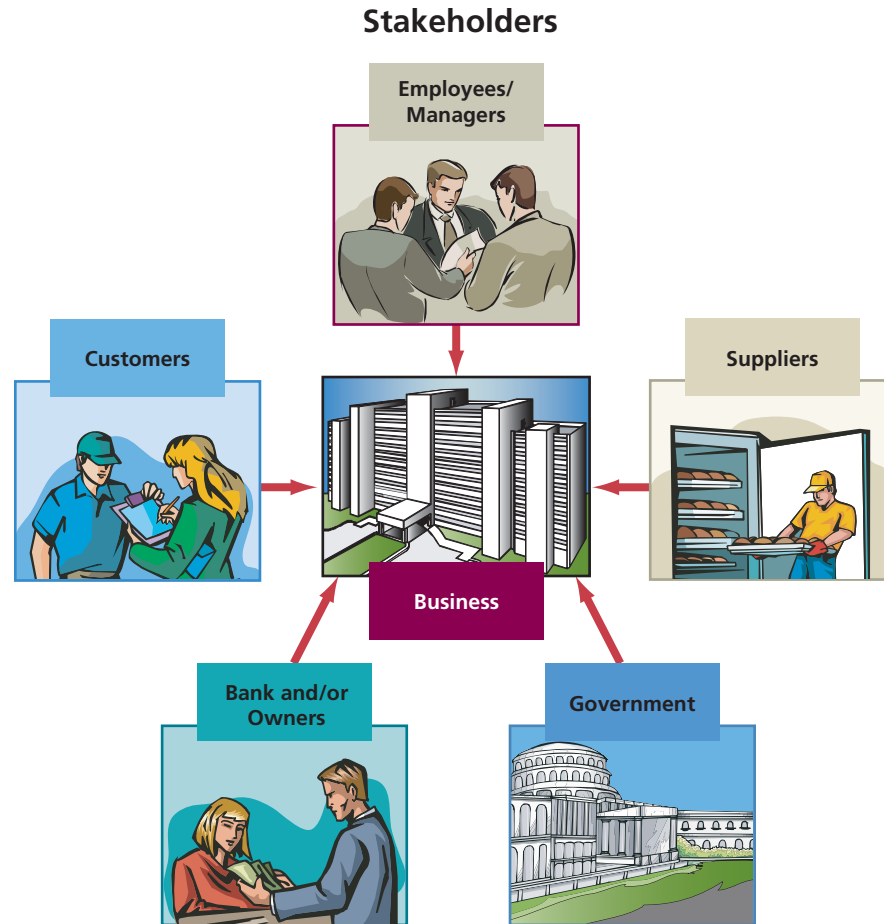 Stakeholders
Employees/
Managers
Customers
Suppliers
Business
Bank and/or
Owners
Government